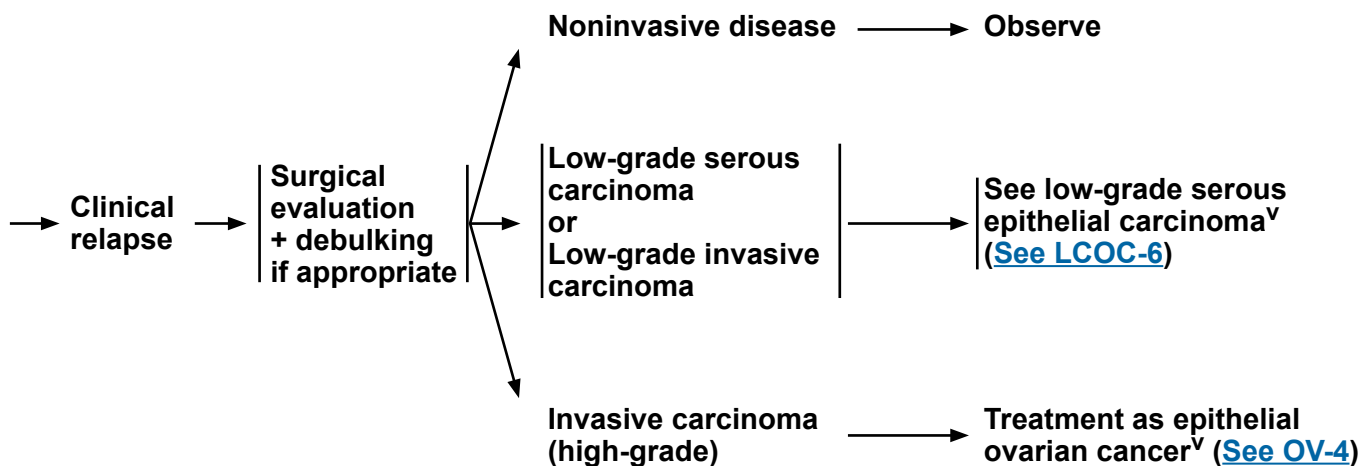 Noninvasive disease
Observe
Clinical
relapse
Surgical
evaluation
+ debulking
if appropriate
Low-grade serous
carcinoma
or
Low-grade invasive
carcinoma
See low-grade serous
epithelial carcinomaᵛ
(See LCOC-6)
Invasive carcinoma
(high-grade)
Treatment as epithelial
ovarian cancerᵛ (See OV-4)